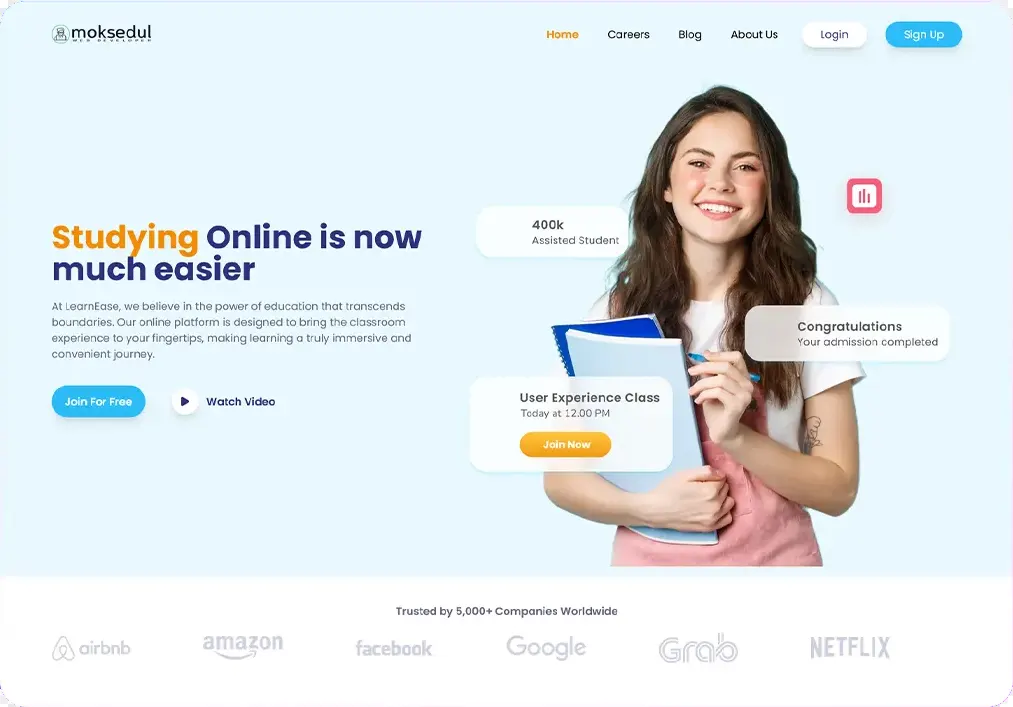 moksedul
WEB DEVELOPER
Home
Careers
Blog
About Us
Login
Sign Up
Studying Online is now
much easier
At LearnEase, we believe in the power of education that transcends
boundaries. Our online platform is designed to bring the classroom
experience to your fingertips, making learning a truly immersive and
convenient journey.
Join For Free
Watch Video
400k
Assisted Student
Congratulations
Your admission completed
User Experience Class
Today at 12.00 PM
Join Now
Trusted by 5,000+ Companies Worldwide
airbnb
amazon
facebook
Google
Grab
NETFLIX